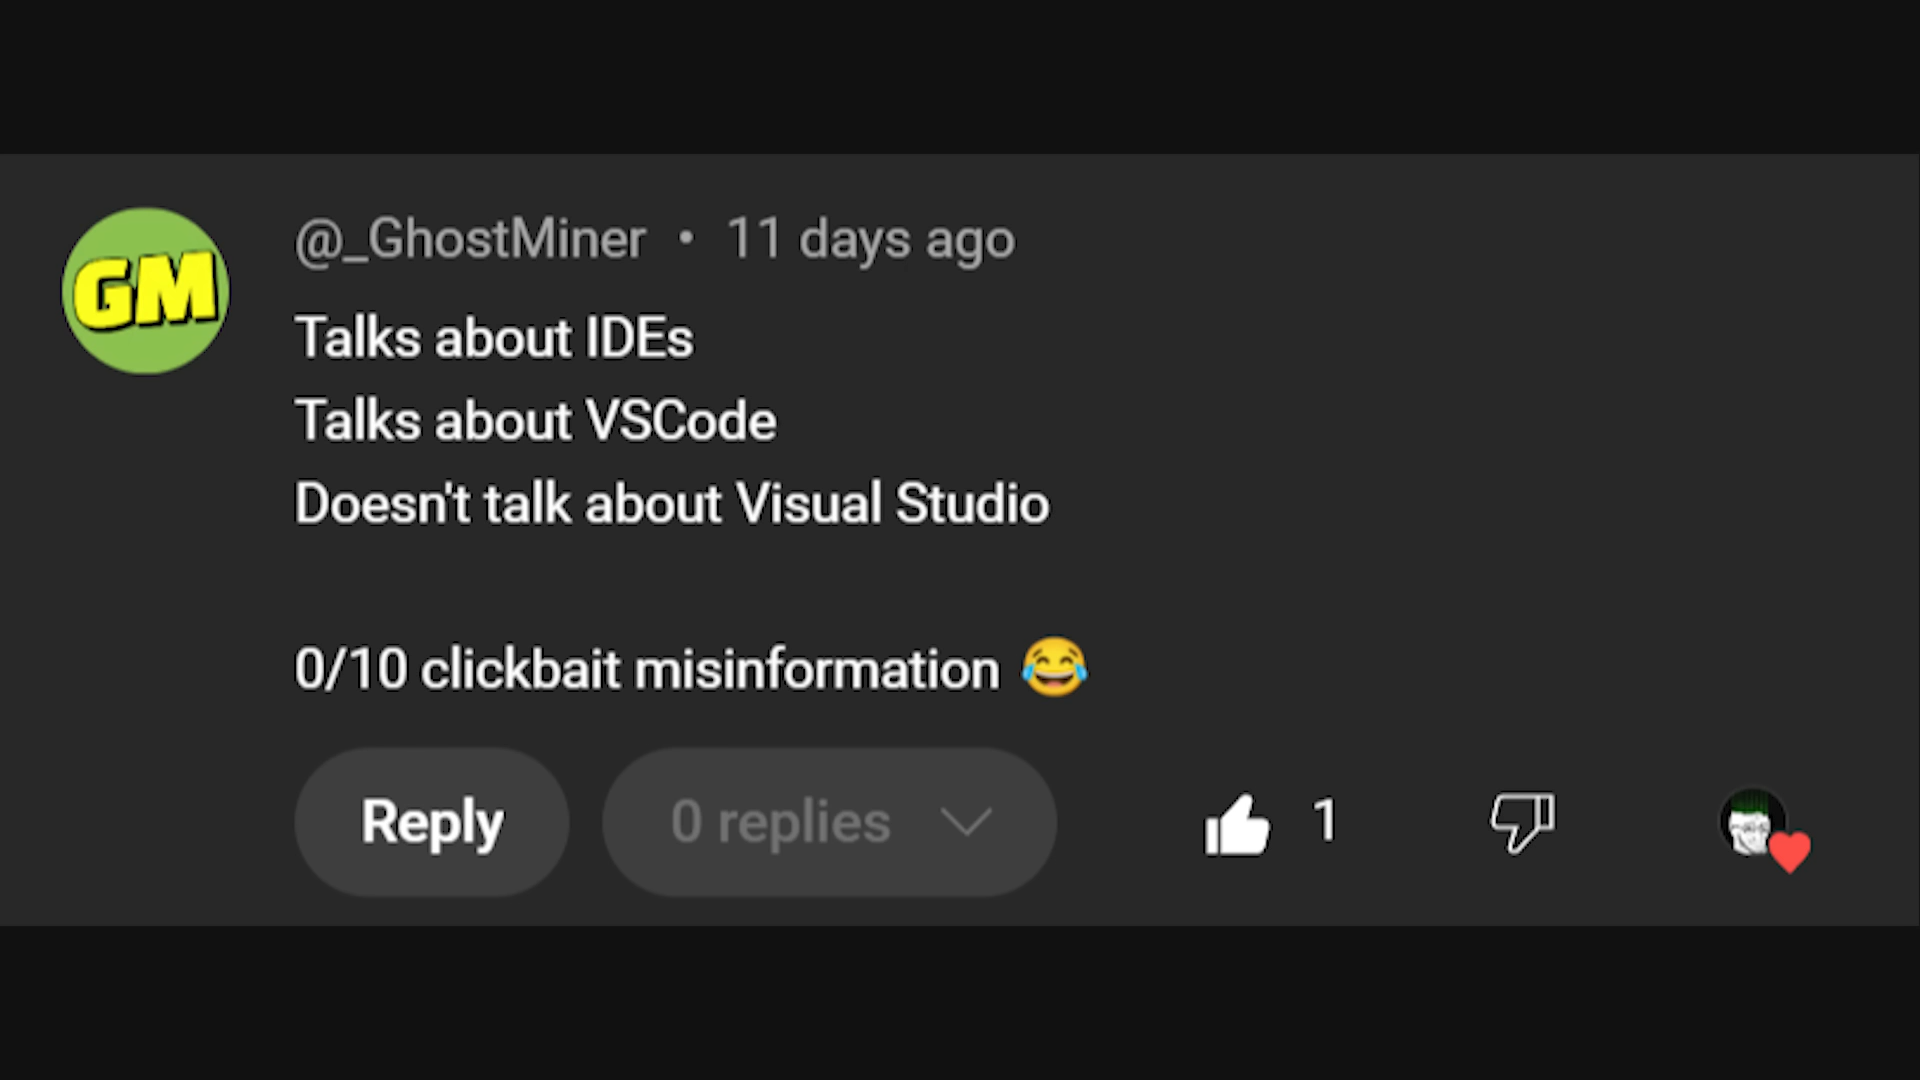 GM
@_GhostMiner • 11 days ago
Talks about IDEs
Talks about VSCode
Doesn't talk about Visual Studio
0/10 clickbait misinformation 😂
Reply
0 replies
1